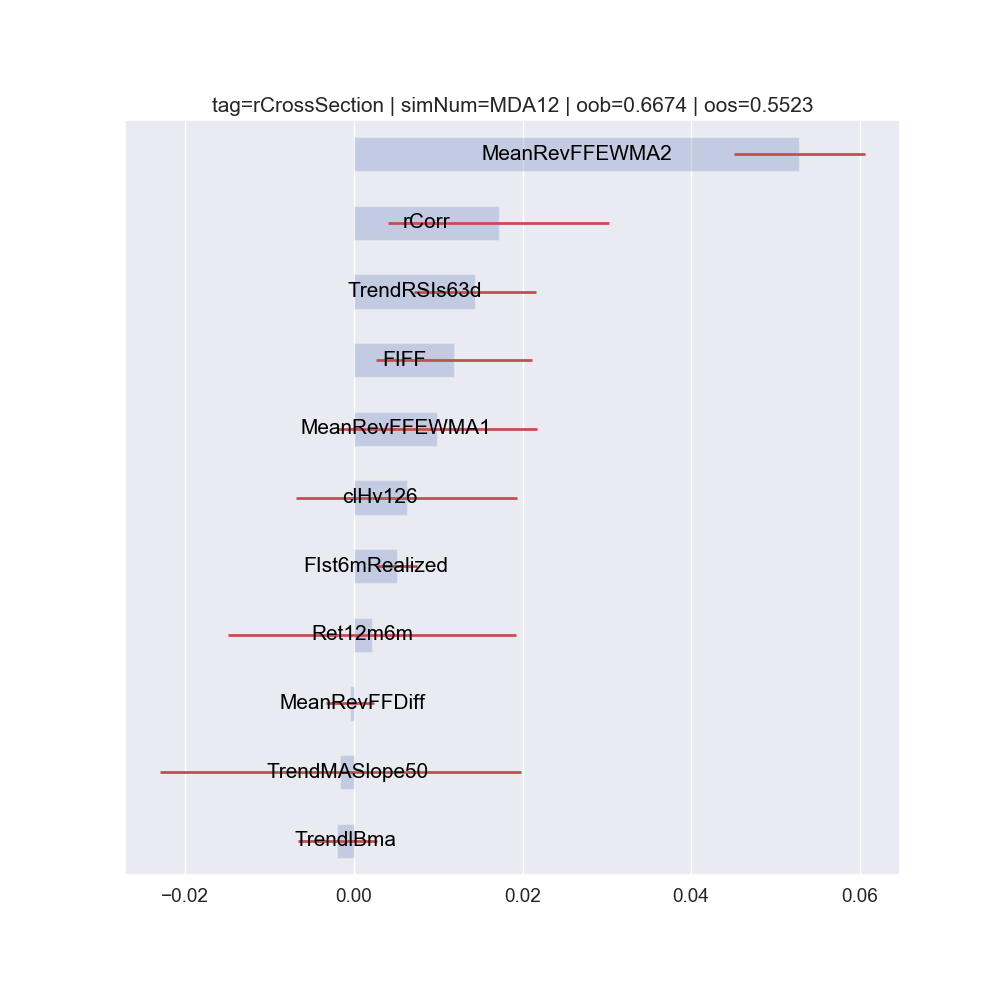 tag=rCrossSection | simNum=MDA12 | oob=0.6674 | oos=0.5523
MeanRevFFEWMA2
rCorr
TrendRSIs63d
FIFF
MeanRevFFEWMA1
clHv126
FIst6mRealized
Ret12m6m
MeanRevFFDiff
TrendMASlope50
TrendIBma
−0.02 0.00 0.02 0.04 0.06